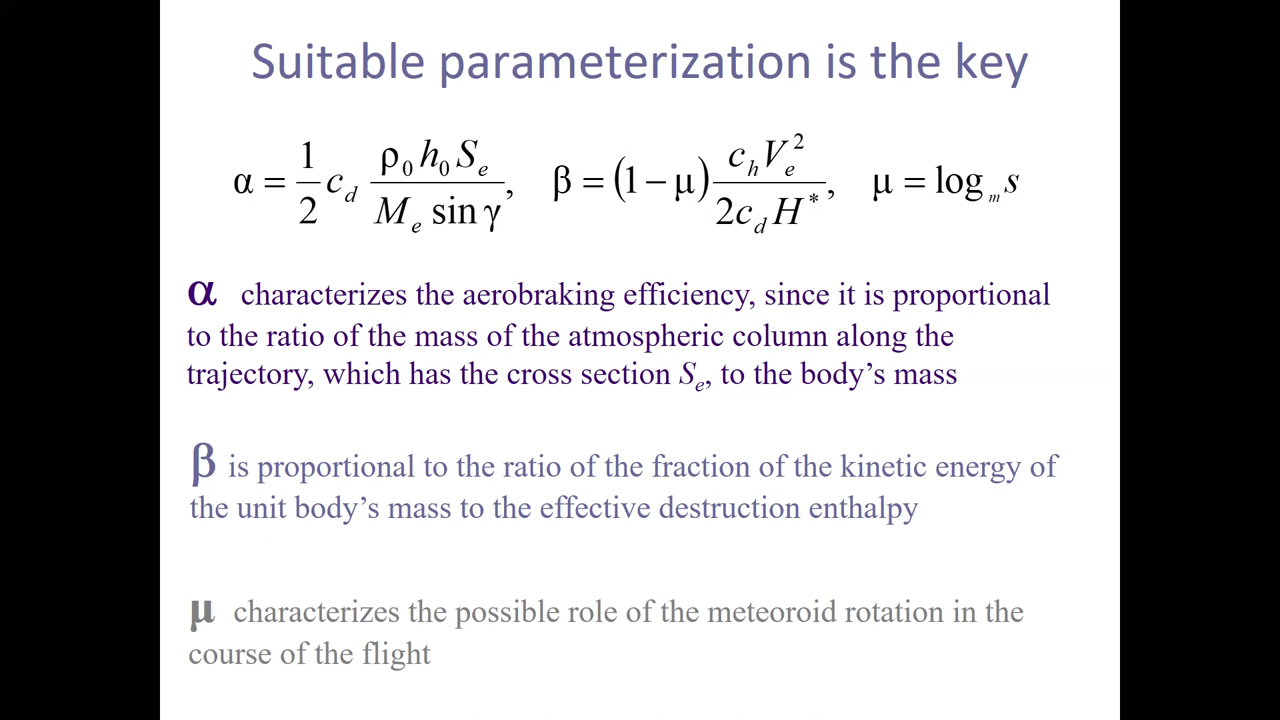 Suitable parameterization is the key
α = 1/2 c_d (ρ_0 h_0 S_e)/(M_e sin γ), β = (1 − μ) (c_h V_e^2)/(2c_d H^*), μ = log_m s
α characterizes the aerobraking efficiency, since it is proportional
to the ratio of the mass of the atmospheric column along the
trajectory, which has the cross section S_e, to the body’s mass
β is proportional to the ratio of the fraction of the kinetic energy of
the unit body’s mass to the effective destruction enthalpy
μ characterizes the possible role of the meteoroid rotation in the
course of the flight